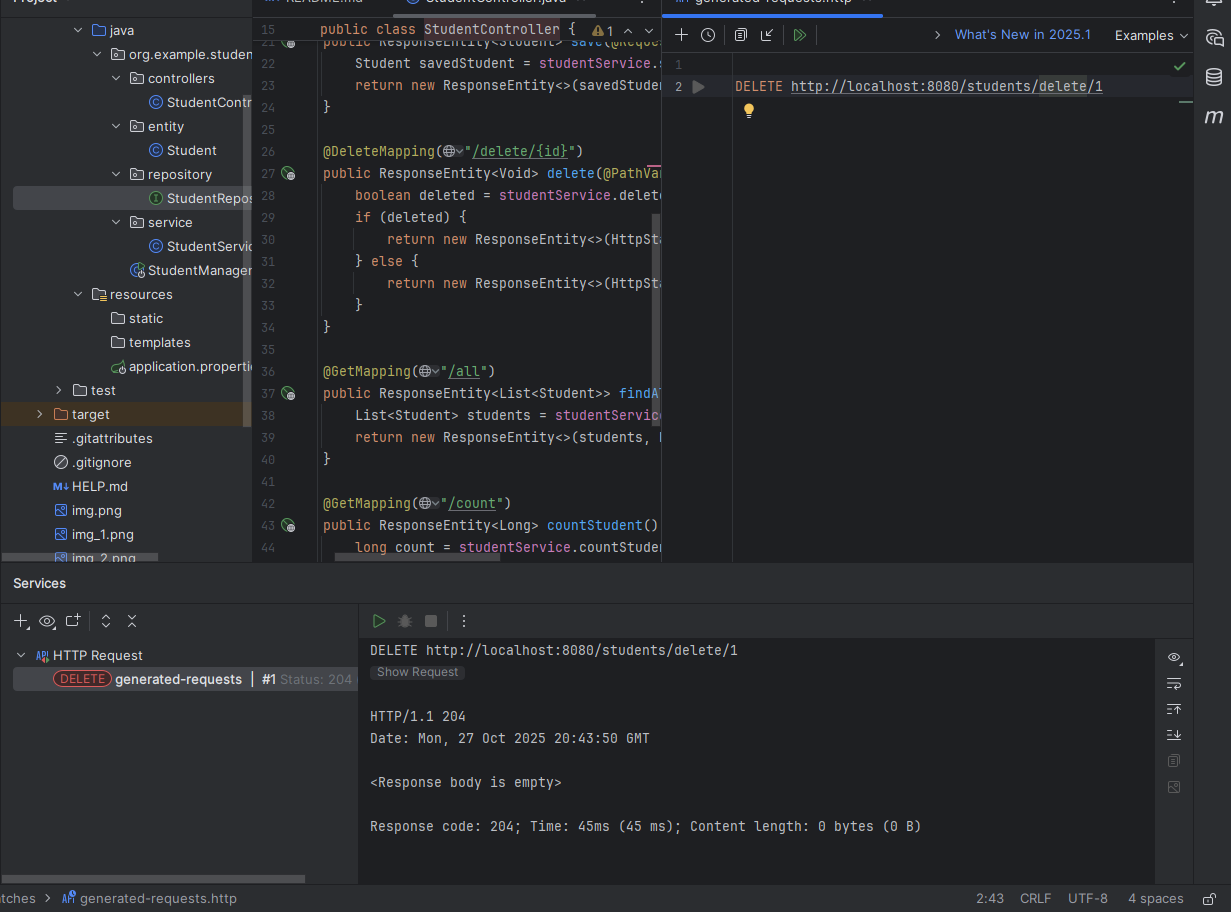 Project
java
org.example.studen
controllers
StudentContr
entity
Student
repository
StudentRepos
service
StudentServic
StudentManager
resources
static
templates
application.properti
test
target
.gitattributes
.gitignore
M↓ HELP.md
img.png
img_1.png
img_2.png
README.md
StudentController.java
15 public class StudentController { 1
21 public ResponseEntity<Student> save(@Reque
22 Student savedStudent = studentService.s
23 return new ResponseEntity<>(savedStude
24 }
25
26 @DeleteMapping("/delete/{id}")
27 public ResponseEntity<Void> delete(@PathVar
28 boolean deleted = studentService.delete
29 if (deleted) {
30 return new ResponseEntity<>(HttpSta
31 } else {
32 return new ResponseEntity<>(HttpSta
33 }
34 }
35
36 @GetMapping("/all")
37 public ResponseEntity<List<Student>> findAl
38 List<Student> students = studentService
39 return new ResponseEntity<>(students,
40 }
41
42 @GetMapping("/count")
43 public ResponseEntity<Long> countStudent()
44 long count = studentService.countStuden
generated-requests.http
What's New in 2025.1 Examples
1
2 DELETE http://localhost:8080/students/delete/1
m
Services
API HTTP Request
DELETE generated-requests | #1 Status: 204
DELETE http://localhost:8080/students/delete/1
Show Request
HTTP/1.1 204
Date: Mon, 27 Oct 2025 20:43:50 GMT
<Response body is empty>
Response code: 204; Time: 45ms (45 ms); Content length: 0 bytes (0 B)
tches > API generated-requests.http
2:43 CRLF UTF-8 4 spaces